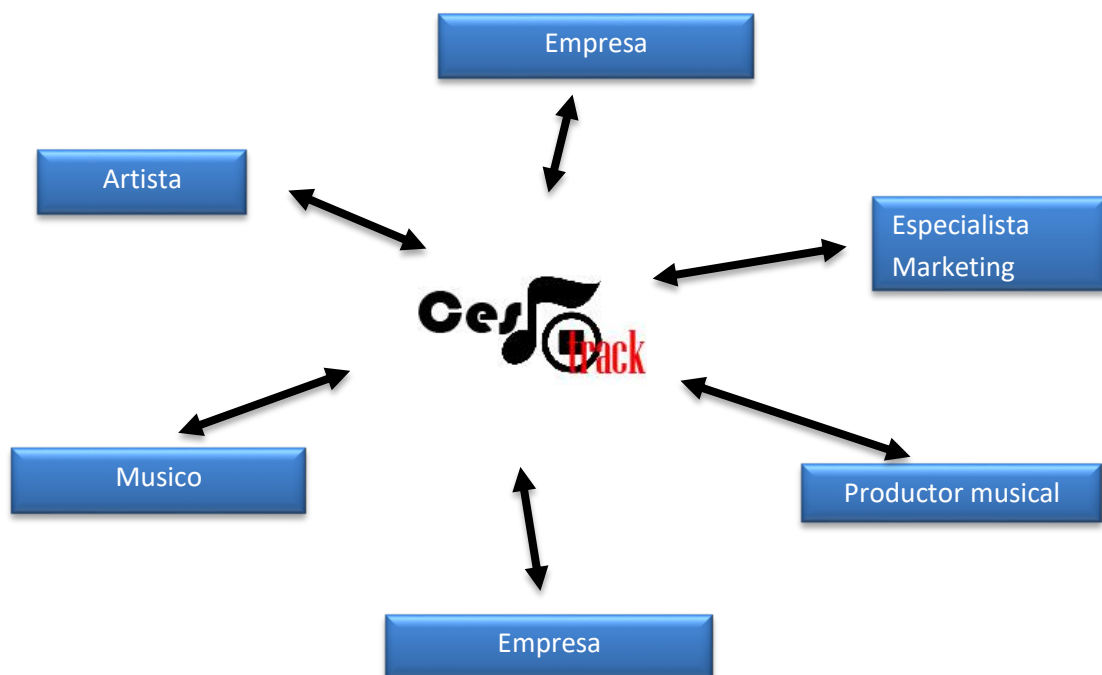 Empresa
Artista
Especialista
Marketing
Ces
track
Musico
Productor musical
Empresa